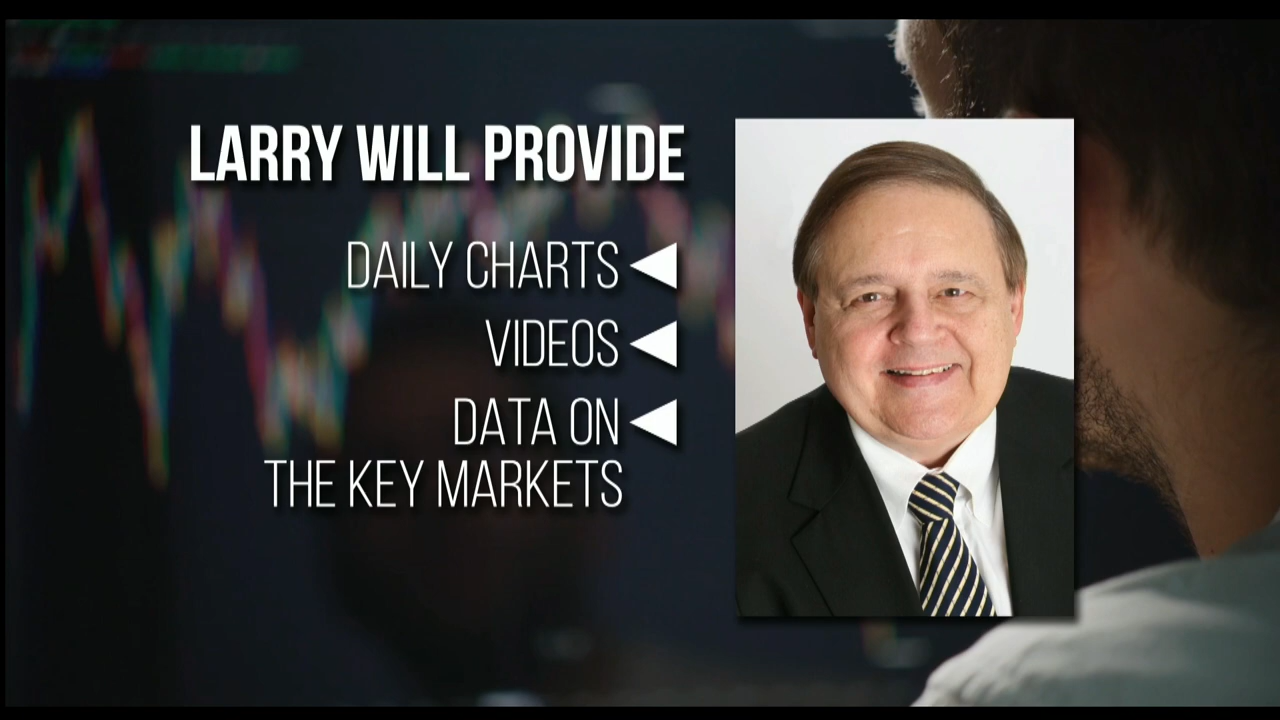 LARRY WILL PROVIDE
DAILY CHARTS
VIDEOS
DATA ON
THE KEY MARKETS